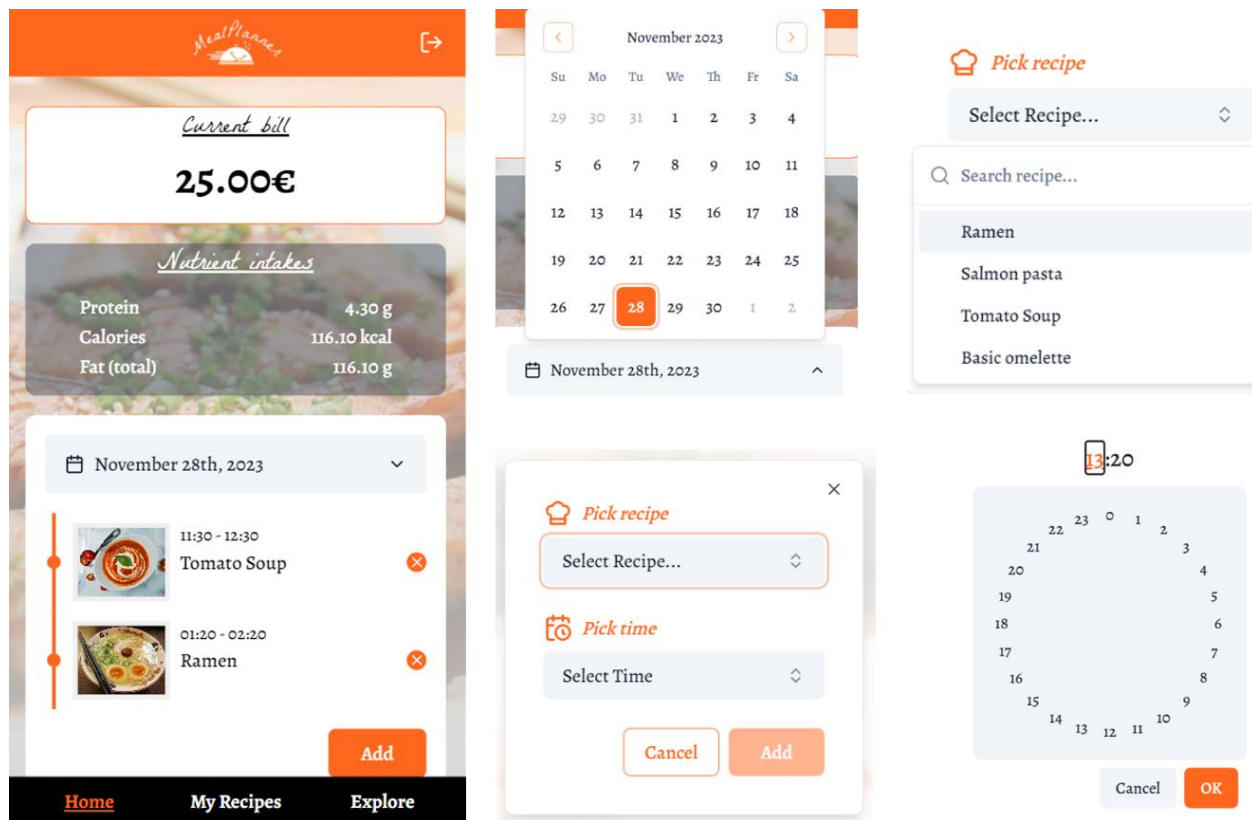 MealPlanner
Current bill
25.00€
Nutrient intakes
Protein 4.30 g
Calories 116.10 kcal
Fat (total) 116.10 g
November 28th, 2023
11:30 - 12:30
Tomato Soup
01:20 - 02:20
Ramen
Add
Home My Recipes Explore
November 2023
Su Mo Tu We Th Fr Sa
29 30 31 1 2 3 4
5 6 7 8 9 10 11
12 13 14 15 16 17 18
19 20 21 22 23 24 25
26 27 28 29 30 1 2
November 28th, 2023
Pick recipe
Select Recipe...
Pick time
Select Time
Cancel Add
Pick recipe
Select Recipe...
Search recipe...
Ramen
Salmon pasta
Tomato Soup
Basic omelette
13:20
0
1
2
3
4
5
6
7
8
9
10
11
12
13
14
15
16
17
18
19
20
21
22
23
Cancel OK